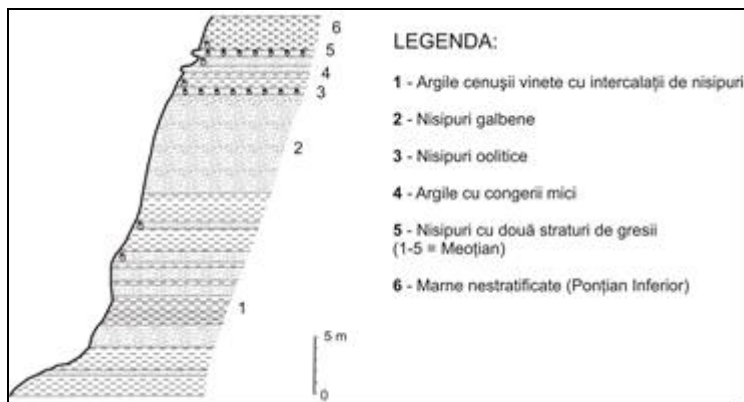 6
5
4
3
2
1
5 m
0
LEGENDA:
1 - Argile cenuşii vinete cu intercalaţii de nisipuri
2 - Nisipuri galbene
3 - Nisipuri oolitice
4 - Argile cu congerii mici
5 - Nisipuri cu două straturi de gresii
(1-5 = Meoţian)
6 - Marne nestratificate (Ponţian Inferior)